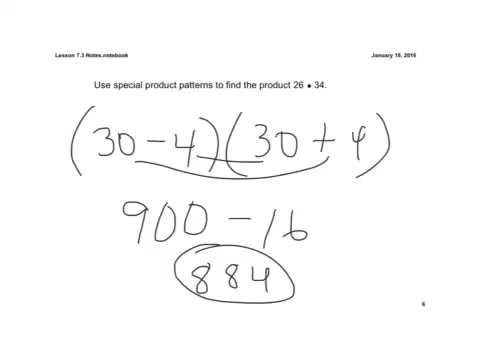 Lesson 7.3 Notes.notebook January 19, 2016
Use special product patterns to find the product 26 • 34.
(30 - 4)(30 + 4)
900 - 16
884
6